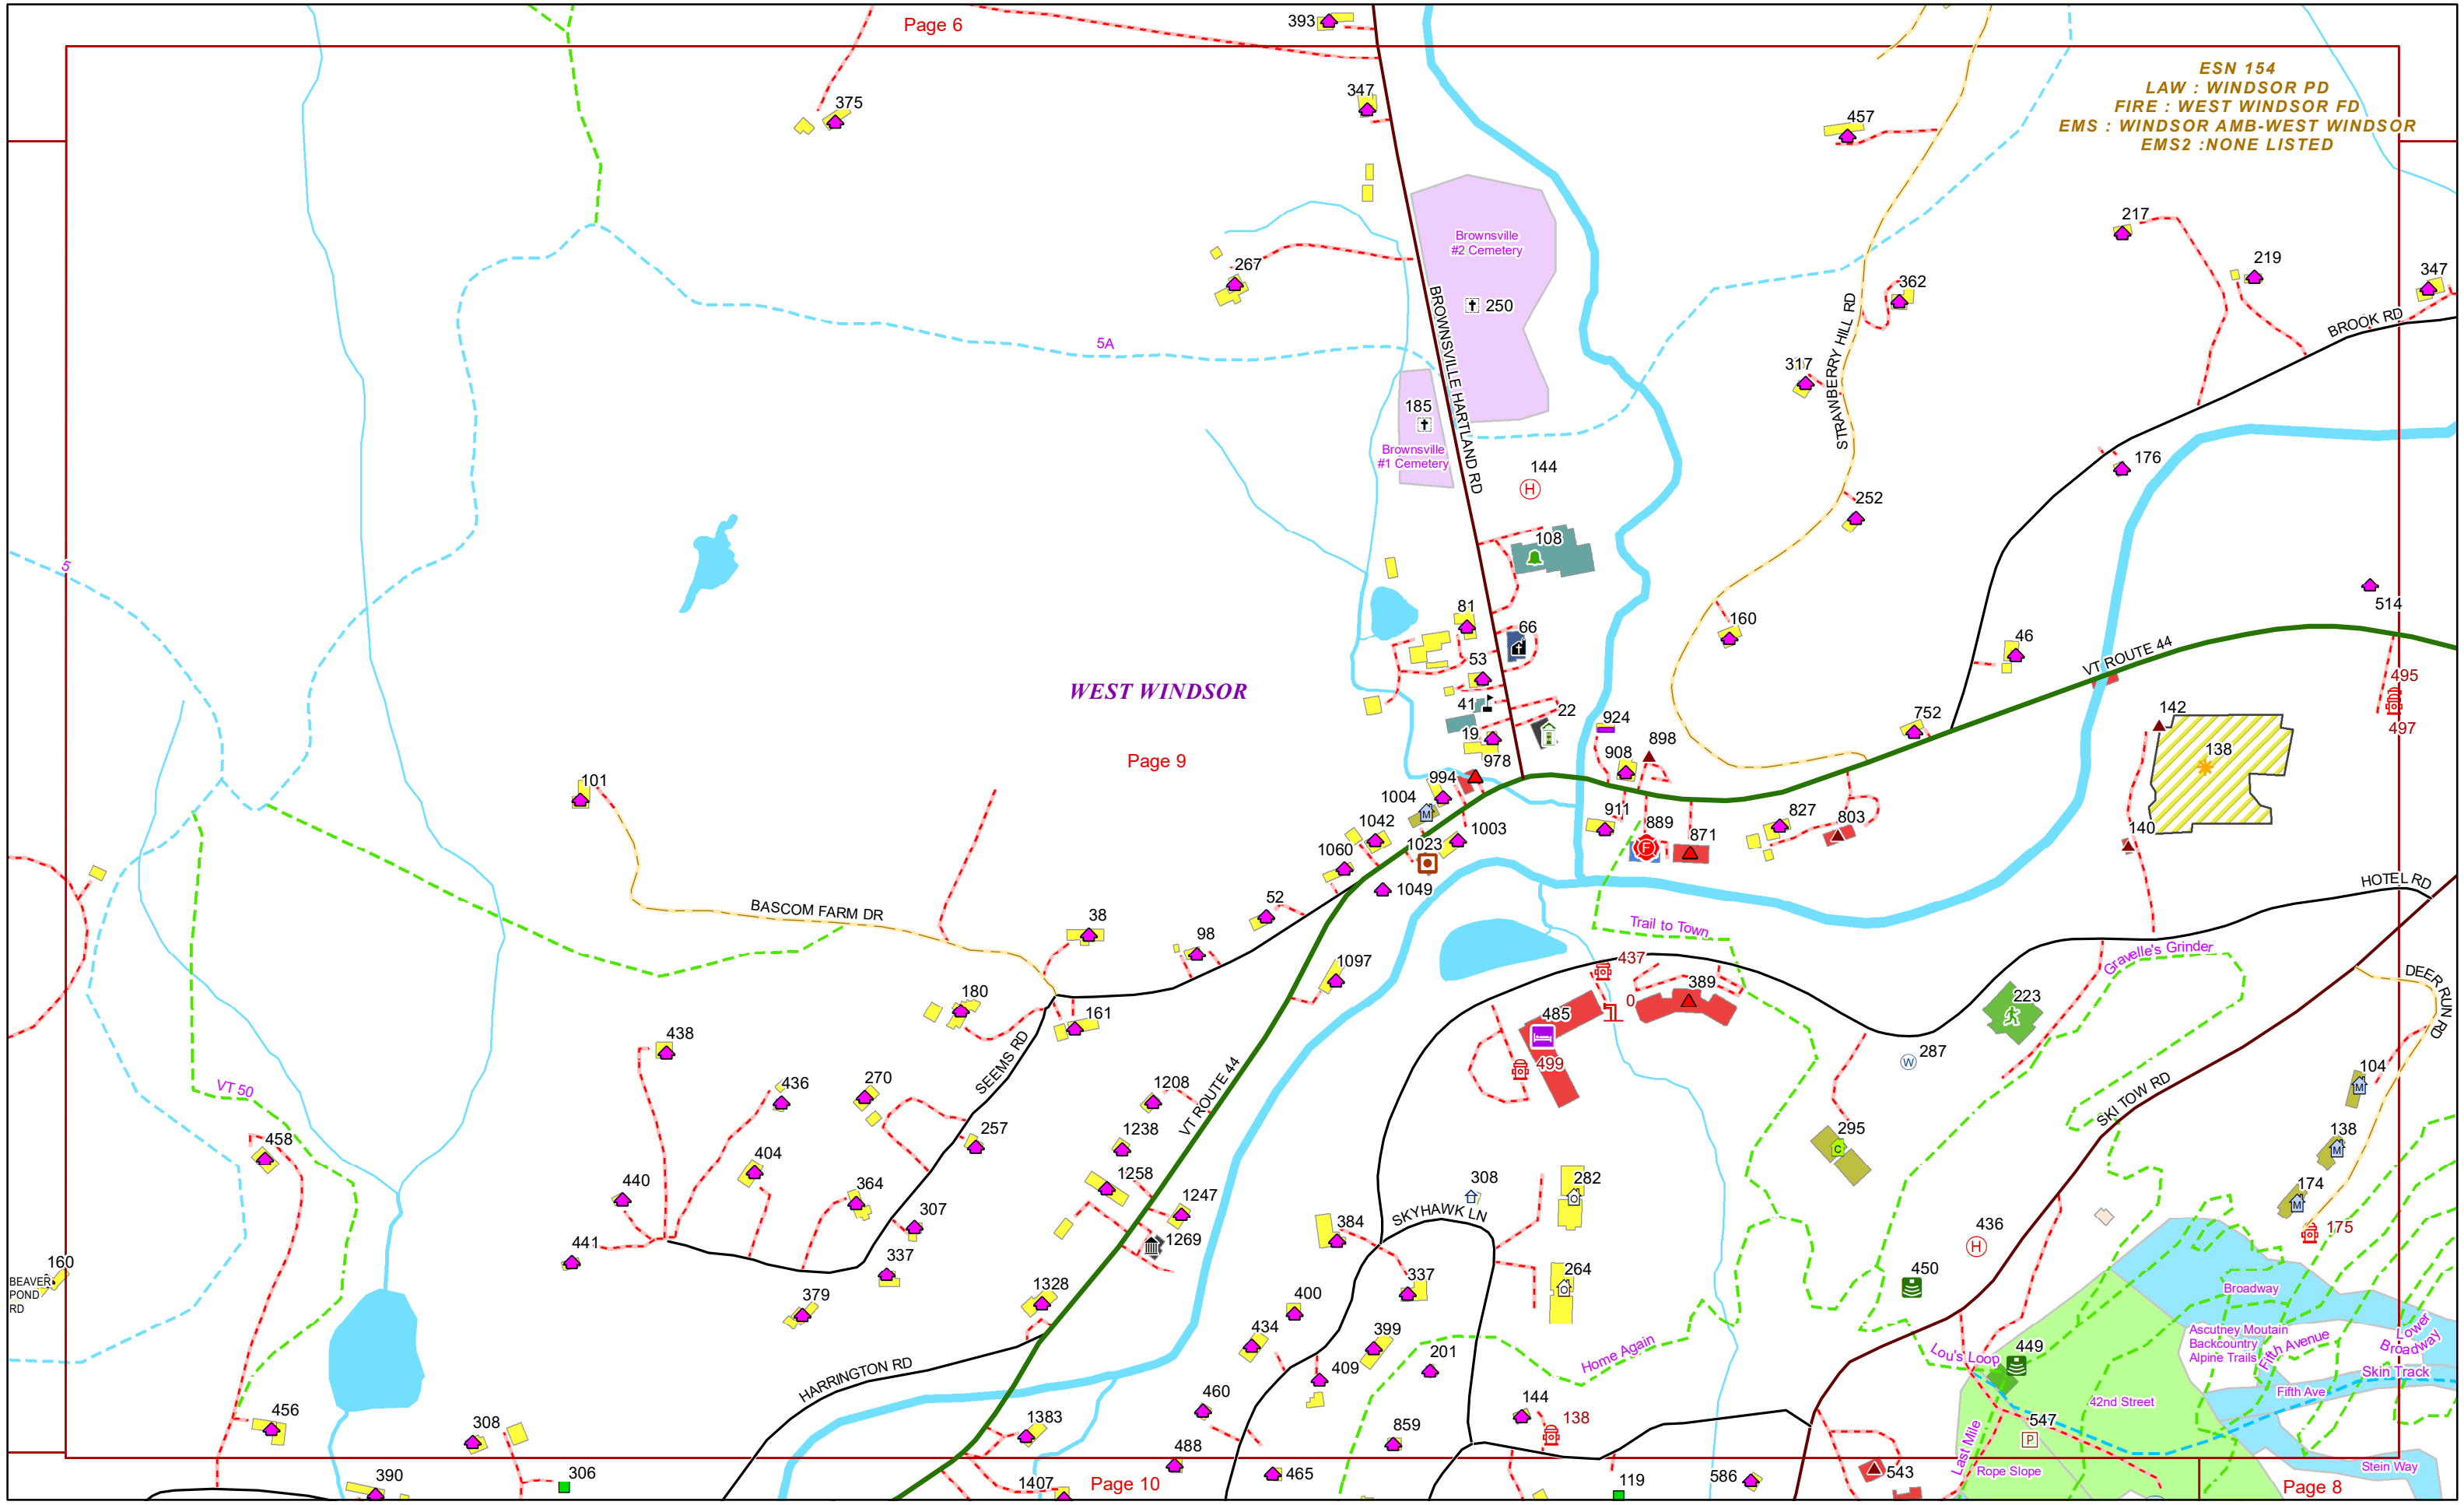 Page 6
393
ESN 154
LAW : WINDSOR PD
FIRE : WEST WINDSOR FD
EMS : WINDSOR AMB-WEST WINDSOR
EMS2 :NONE LISTED
375
347
457
217
Brownsville
#2 Cemetery
267
219
347
362
250
BROOK RD
STRAWBERRY HILL RD
BROWNSVILLE HARTLAND RD
5A
317
185
Brownsville
#1 Cemetery
144
176
252
108
5
514
81
66
160
46
53
VT ROUTE 44
WEST WINDSOR
495
41
22
924
752
142
497
19
898
138
Page 9
978
908
101
994
1004
1042
1003
911
889
871
827
803
140
1023
1060
1049
HOTEL RD
52
BASCOM FARM DR
38
Trail to Town
98
Gravelle's Grinder
1097
437
DEER RUN RD
389
180
0
223
161
485
438
287
499
SEEMS RD
104
436
270
1208
VT 50
SKI TOW RD
VT ROUTE 44
257
1238
295
138
458
404
1258
308
282
440
364
174
307
1247
SKYHAWK LN
384
436
175
1269
441
337
160
BEAVER
POND
RD
450
337
264
Broadway
1328
400
379
434
399
Ascutney Moutain
Backcountry
Alpine Trails
Fifth Avenue
Lower
Broadway
Home Again
Lou's Loop
449
201
409
HARRINGTON RD
Skin Track
460
Fifth Ave
42nd Street
144
456
308
1383
138
547
859
Last Mile
488
390
306
465
Stein Way
543
Rope Slope
586
119
1407
Page 10
Page 8
H
F
M
W
C
M
M
M
H
P